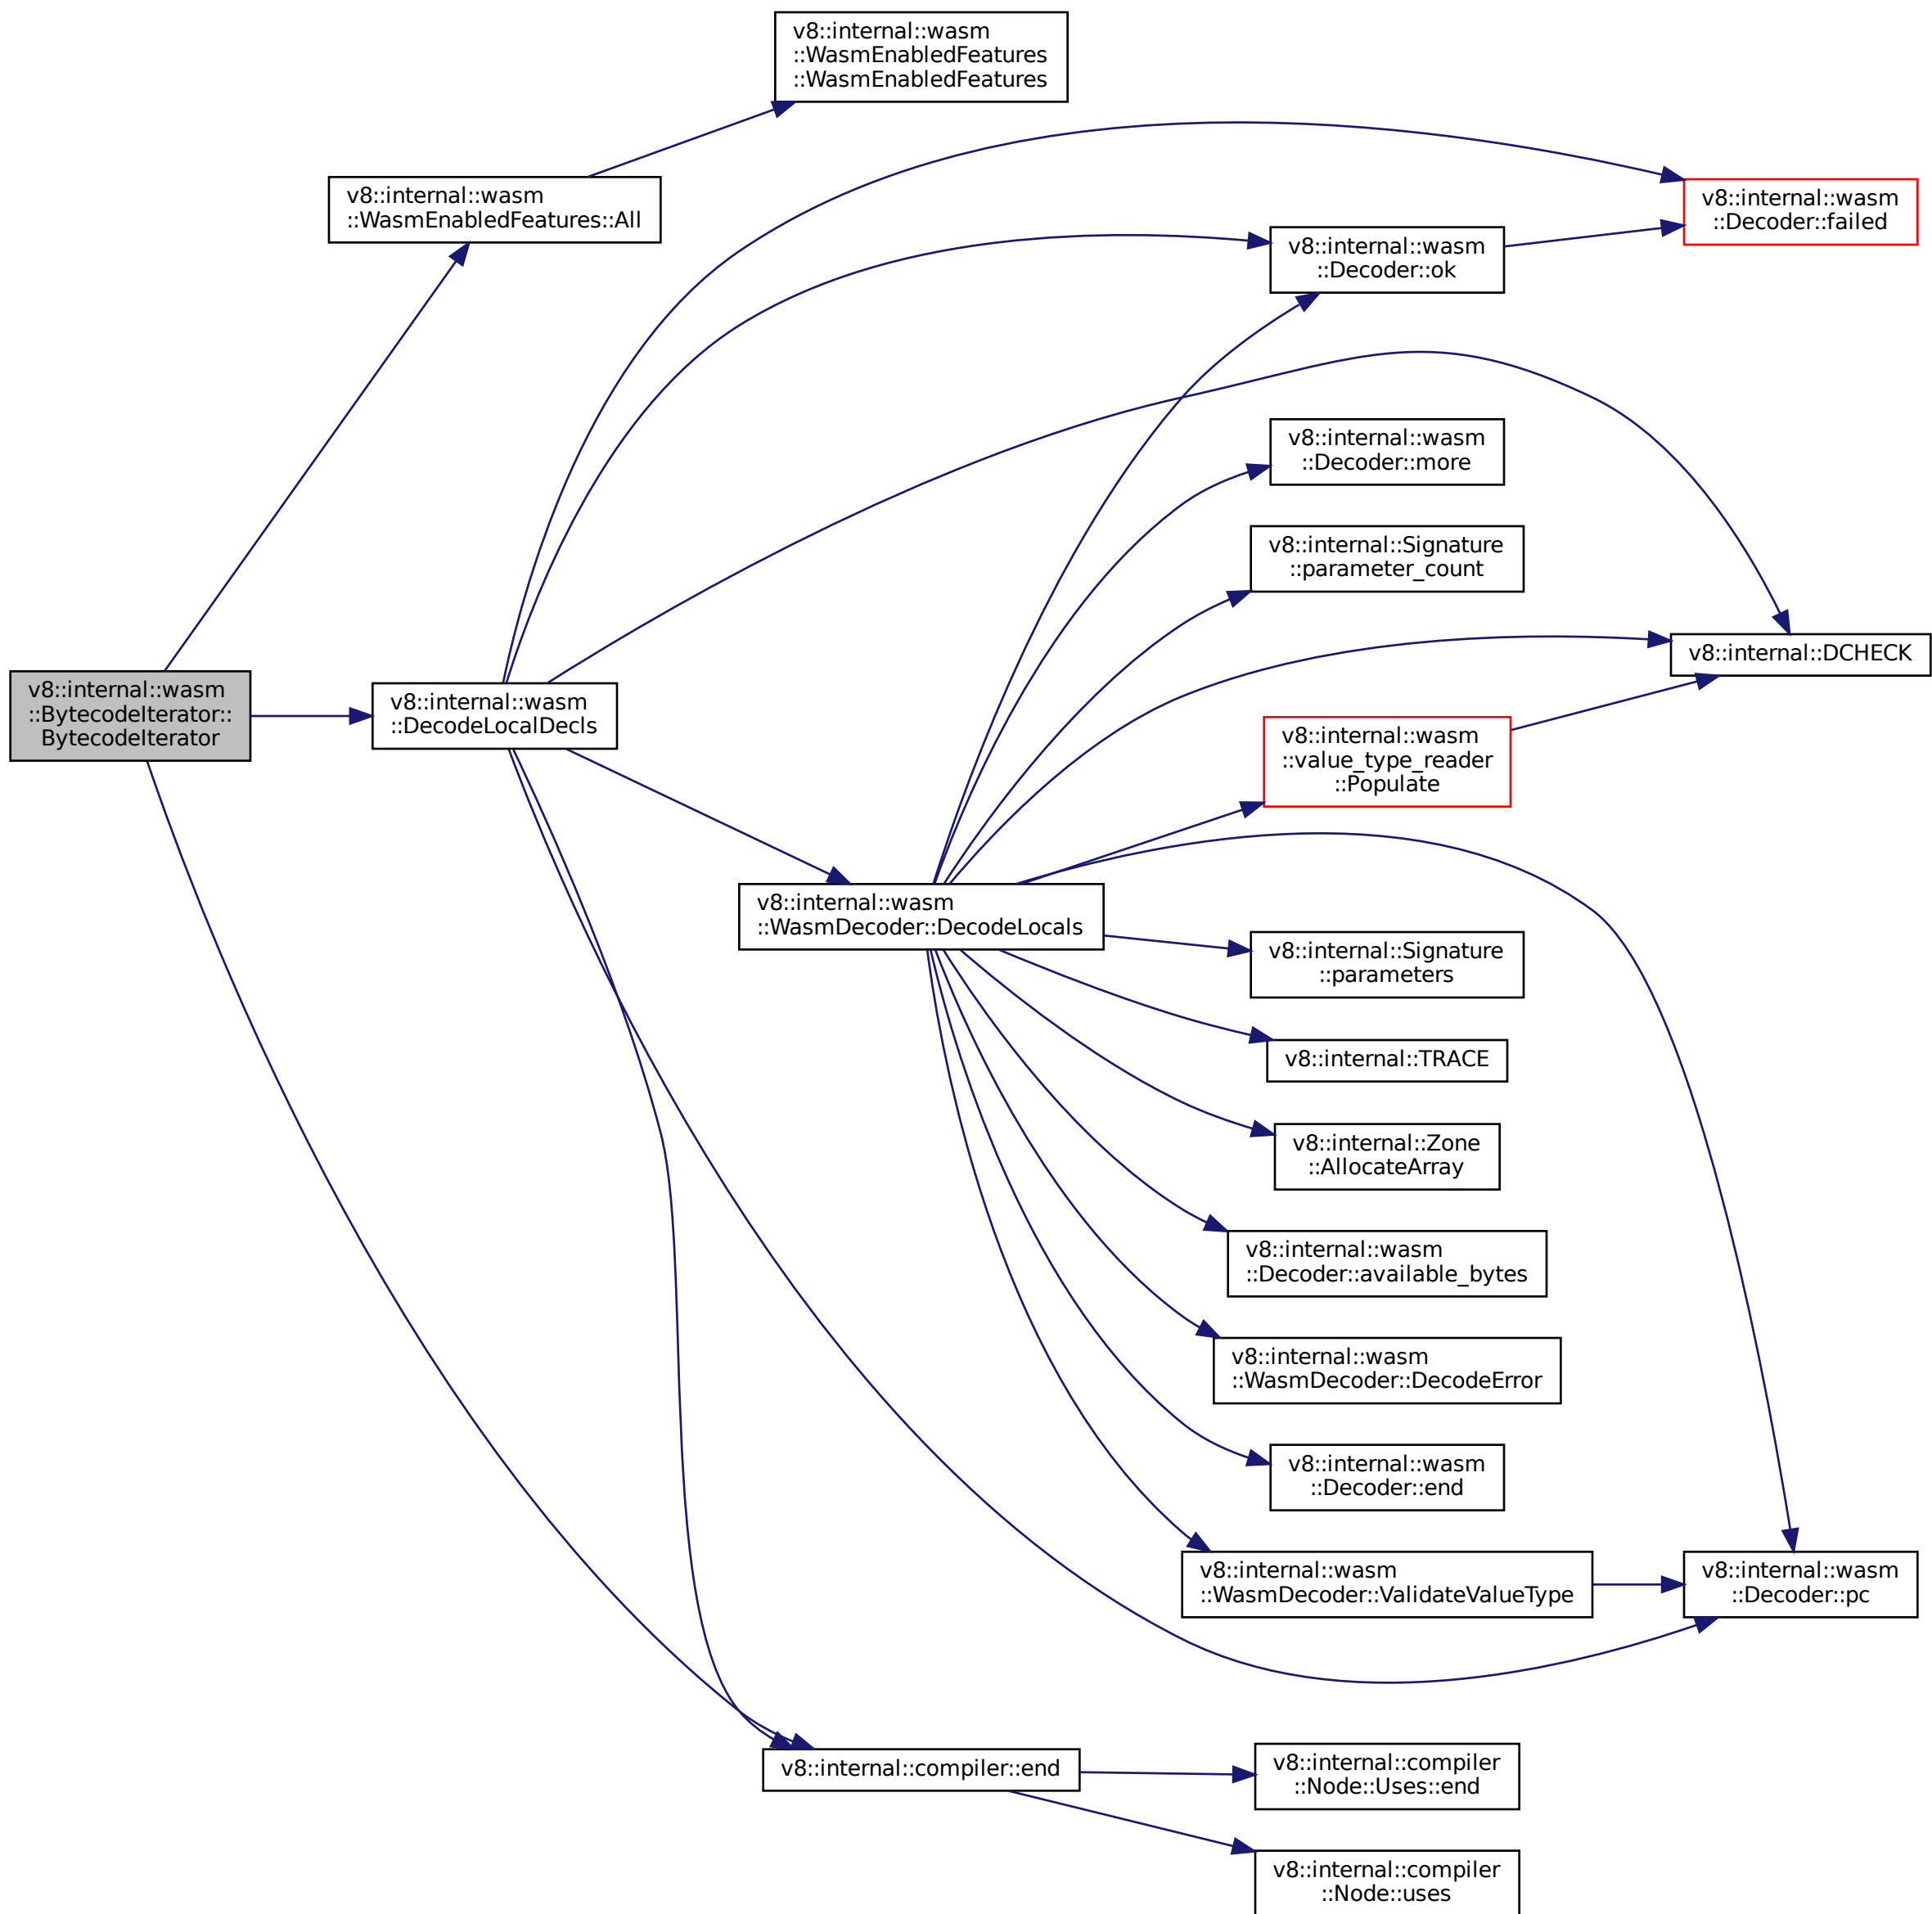 v8::internal::wasm
::WasmEnabledFeatures
::WasmEnabledFeatures
v8::internal::wasm
::WasmEnabledFeatures::All
v8::internal::wasm
::Decoder::failed
v8::internal::wasm
::Decoder::ok
v8::internal::wasm
::Decoder::more
v8::internal::Signature
::parameter_count
v8::internal::DCHECK
v8::internal::wasm
::BytecodeIterator::
BytecodeIterator
v8::internal::wasm
::DecodeLocalDecls
v8::internal::wasm
::value_type_reader
::Populate
v8::internal::wasm
::WasmDecoder::DecodeLocals
v8::internal::Signature
::parameters
v8::internal::TRACE
v8::internal::Zone
::AllocateArray
v8::internal::wasm
::Decoder::available_bytes
v8::internal::wasm
::WasmDecoder::DecodeError
v8::internal::wasm
::Decoder::end
v8::internal::wasm
::WasmDecoder::ValidateValueType
v8::internal::wasm
::Decoder::pc
v8::internal::compiler::end
v8::internal::compiler
::Node::Uses::end
v8::internal::compiler
::Node::uses